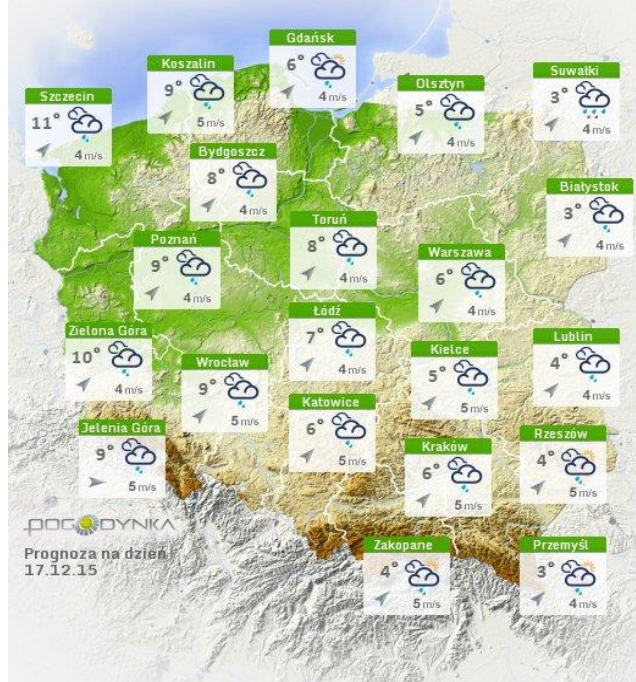 Gdańsk
6°
4 m/s
Koszalin
9°
5 m/s
Suwałki
3°
4 m/s
Olsztyn
5°
4 m/s
Szczecin
11°
4 m/s
Bydgoszcz
8°
4 m/s
Białystok
3°
4 m/s
Toruń
8°
4 m/s
Poznań
9°
4 m/s
Warszawa
6°
4 m/s
Łódź
7°
4 m/s
Zielona Góra
10°
4 m/s
Lublin
4°
4 m/s
Kielce
5°
5 m/s
Wrocław
9°
5 m/s
Katowice
6°
5 m/s
Jelenia Góra
9°
5 m/s
Rzeszów
4°
5 m/s
Kraków
6°
5 m/s
POGODYNKA
Prognoza na dzień
17.12.15
Zakopane
4°
5 m/s
Przemyśl
3°
4 m/s